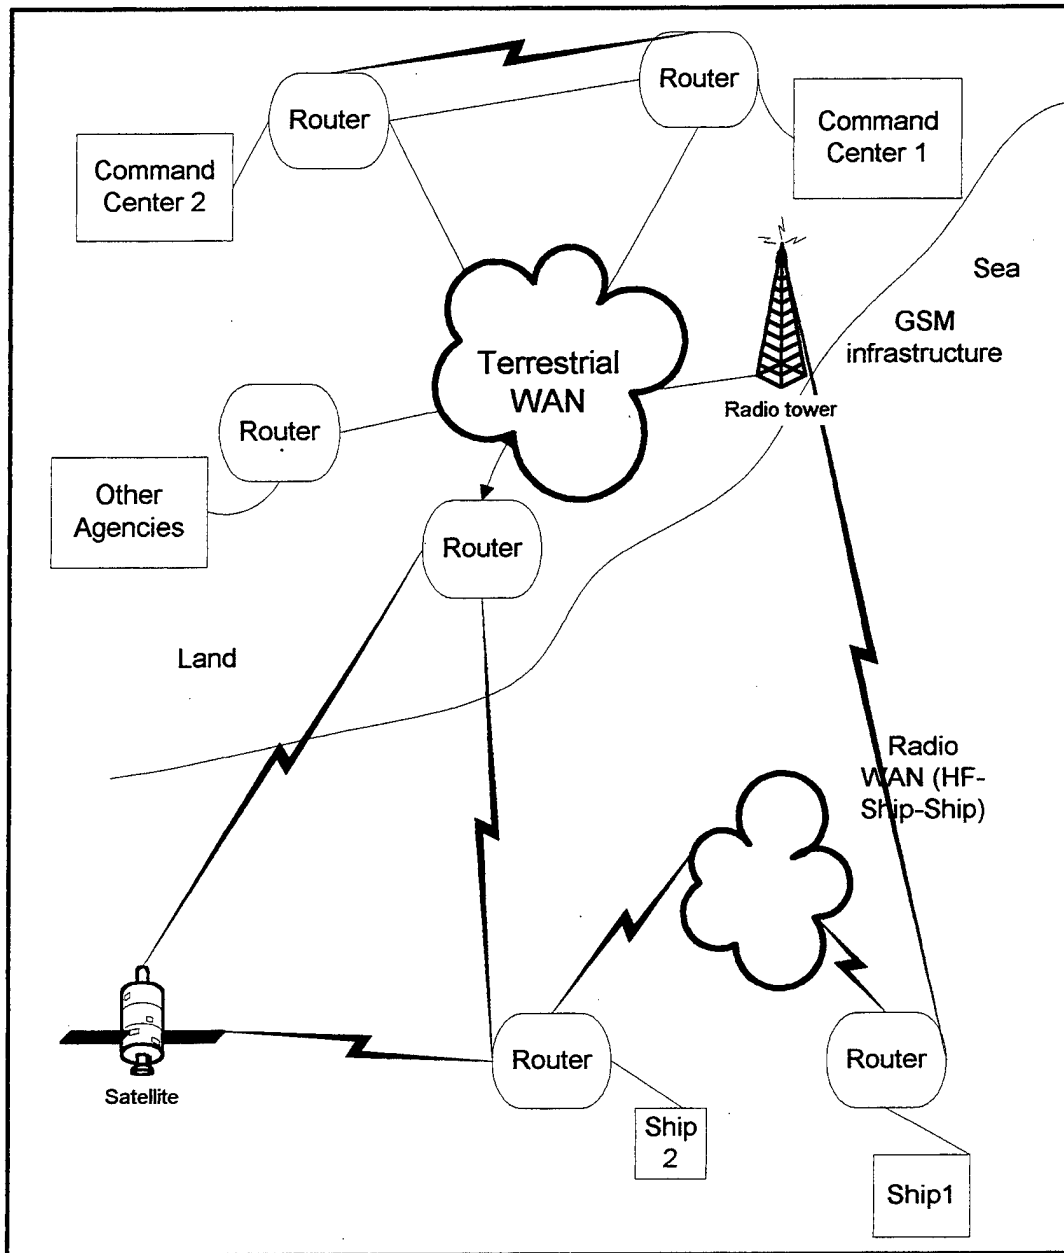 Router
Router
Command
Center 1
Command
Center 2
Sea
GSM
infrastructure
Terrestrial
WAN
Radio tower
Router
Other
Agencies
Router
Land
Radio
WAN (HF-
Ship-Ship)
Satellite
Router
Router
Ship
2
Ship1